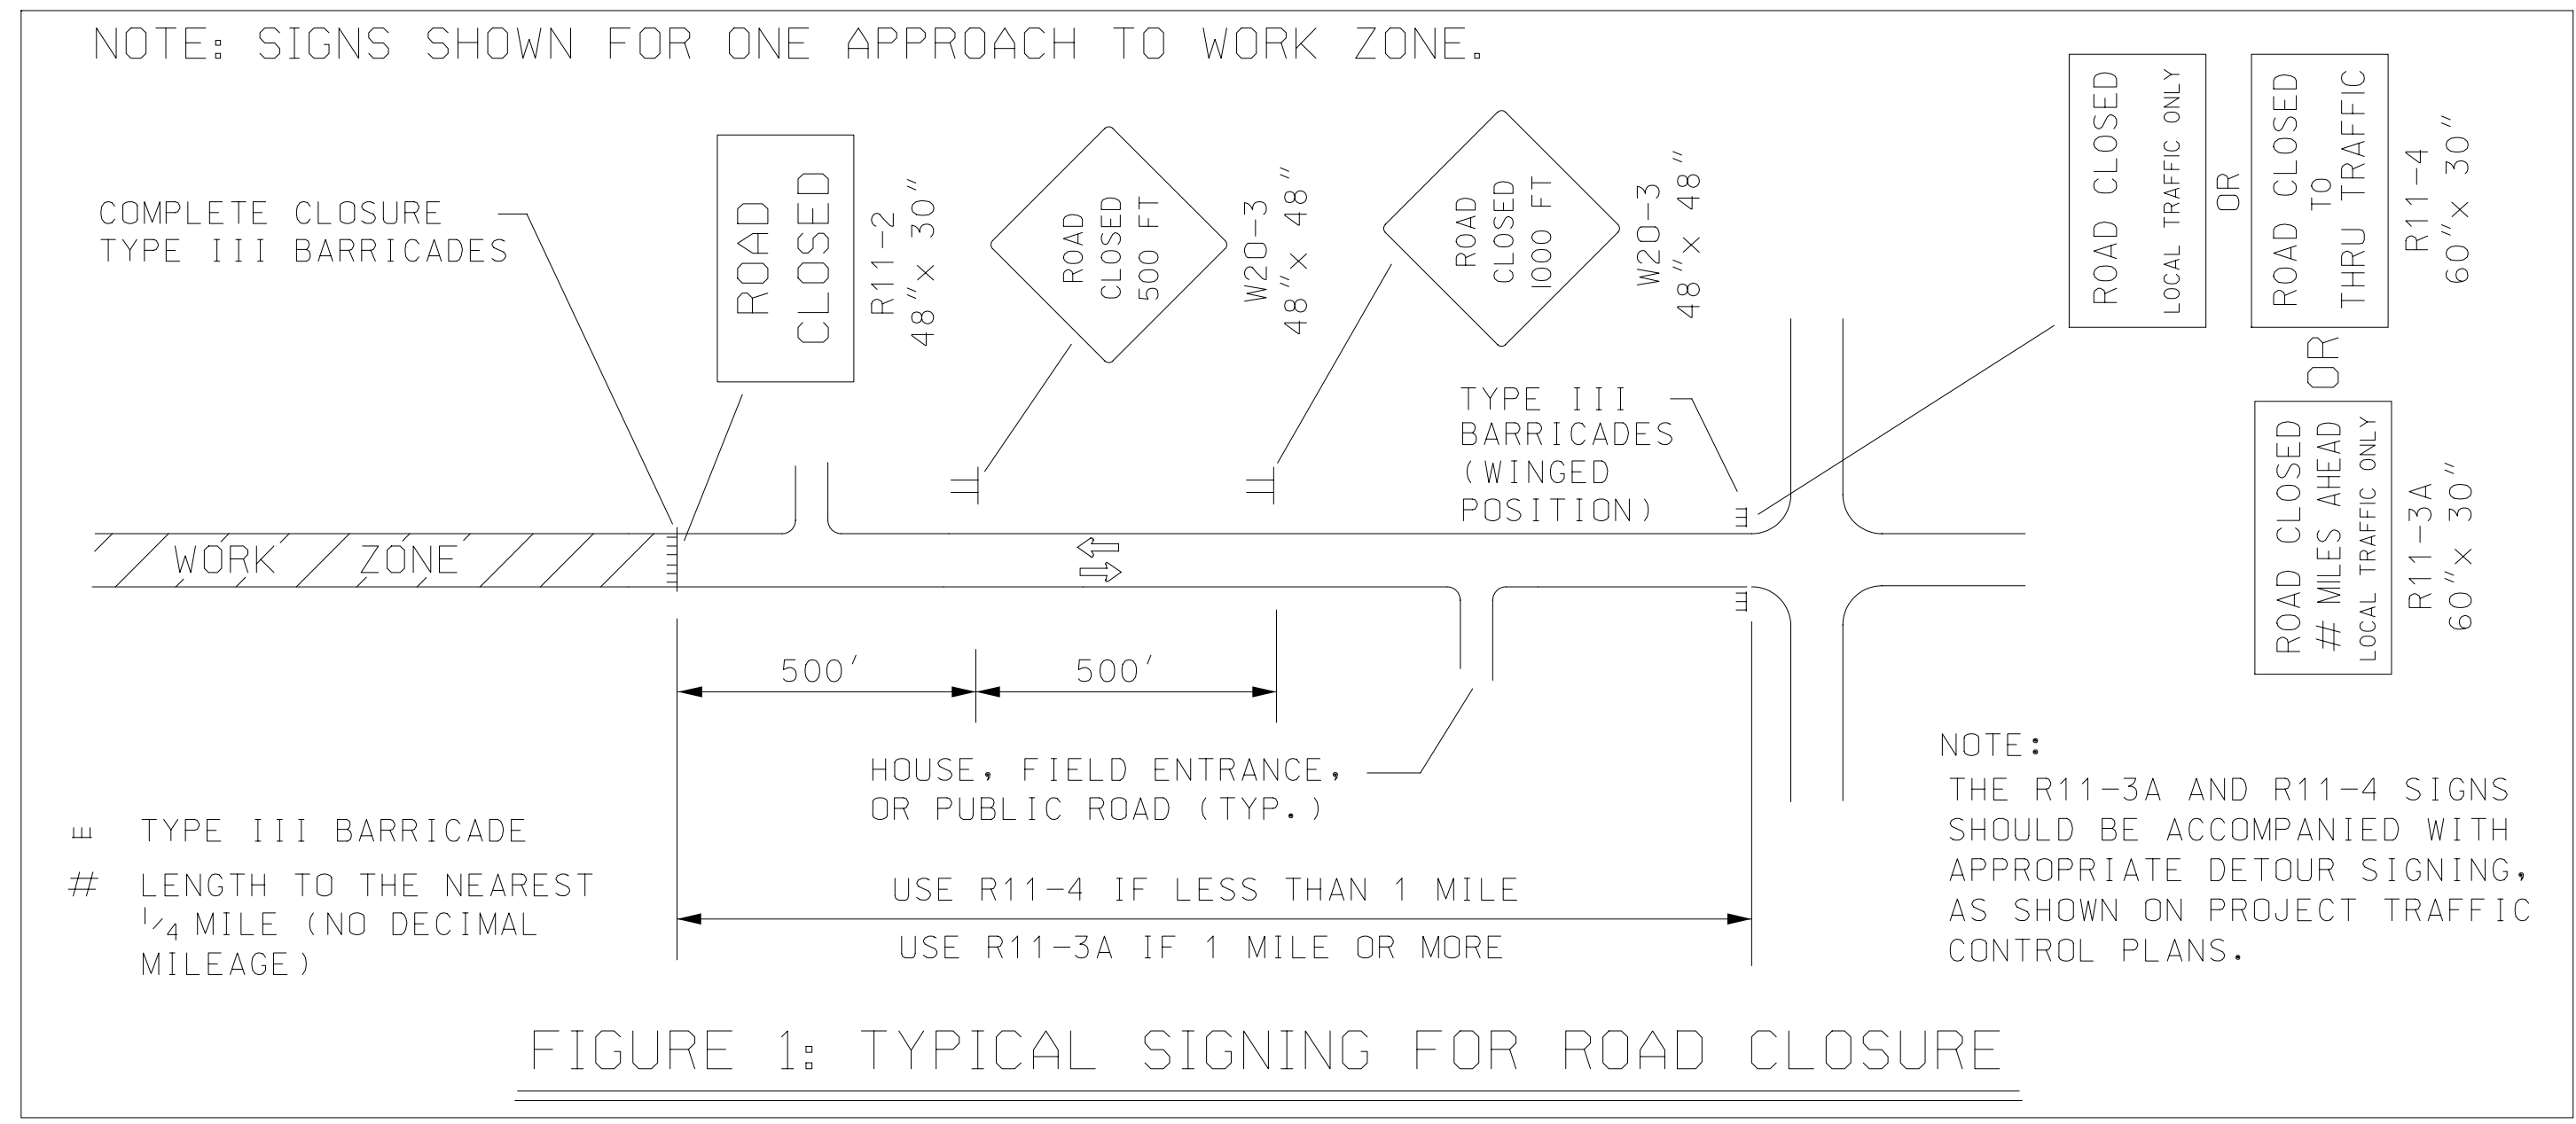 NOTE: SIGNS SHOWN FOR ONE APPROACH TO WORK ZONE.
COMPLETE CLOSURE
TYPE III BARRICADES
ROAD
CLOSED
R11-2
48"x 30"
ROAD
CLOSED
500 FT
W20-3
48"x 48"
ROAD
CLOSED
1000 FT
W20-3
48"x 48"
TYPE III
BARRICADES
(WINGED
POSITION)
ROAD CLOSED
LOCAL TRAFFIC ONLY
OR
ROAD CLOSED
TO
THRU TRAFFIC
R11-4
60"x 30"
OR
ROAD CLOSED
# MILES AHEAD
LOCAL TRAFFIC ONLY
R11-3A
60"x 30"
WORK ZONE
500'
500'
HOUSE, FIELD ENTRANCE,
OR PUBLIC ROAD (TYP.)
USE R11-4 IF LESS THAN 1 MILE
USE R11-3A IF 1 MILE OR MORE
TYPE III BARRICADE
# LENGTH TO THE NEAREST
1/4 MILE (NO DECIMAL
MILEAGE)
NOTE:
THE R11-3A AND R11-4 SIGNS
SHOULD BE ACCOMPANIED WITH
APPROPRIATE DETOUR SIGNING,
AS SHOWN ON PROJECT TRAFFIC
CONTROL PLANS.
FIGURE 1: TYPICAL SIGNING FOR ROAD CLOSURE